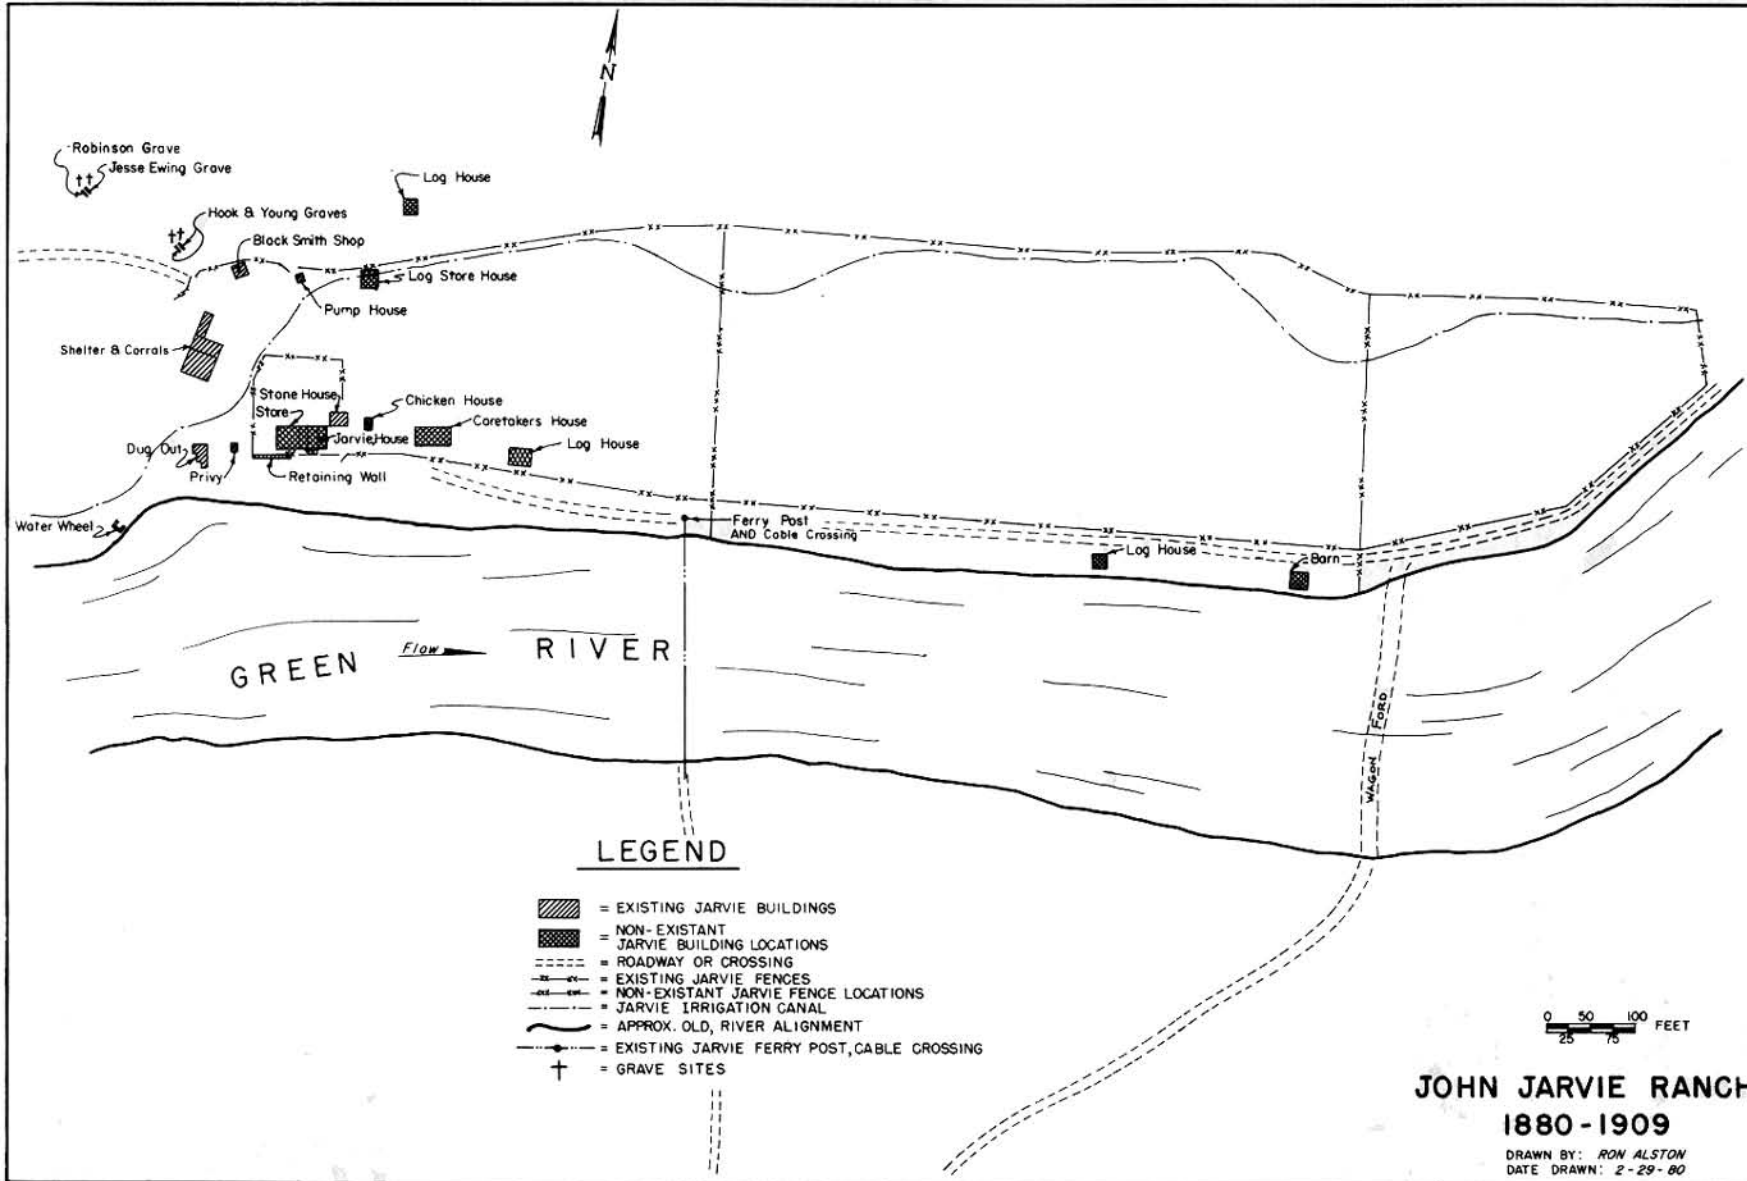 N
Robinson Grave
Jesse Ewing Grave
Log House
Hook & Young Graves
Black Smith Shop
Log Store House
Pump House
Shelter & Corrals
Stone House
Chicken House
Store
Caretakers House
Jarvie House
Log House
Dug Out
Privy
Retaining Wall
Water Wheel
Ferry Post
AND Cable Crossing
Log House
Barn
GREEN RIVER
Flow
WAGON FORD
LEGEND
= EXISTING JARVIE BUILDINGS
= NON-EXISTANT
JARVIE BUILDING LOCATIONS
= ROADWAY OR CROSSING
= EXISTING JARVIE FENCES
= NON-EXISTANT JARVIE FENCE LOCATIONS
= JARVIE IRRIGATION CANAL
= APPROX. OLD, RIVER ALIGNMENT
= EXISTING JARVIE FERRY POST, CABLE CROSSING
= GRAVE SITES
0 50 100 FEET
25 75
JOHN JARVIE RANCH
1880-1909
DRAWN BY: RON ALSTON
DATE DRAWN: 2-29-80